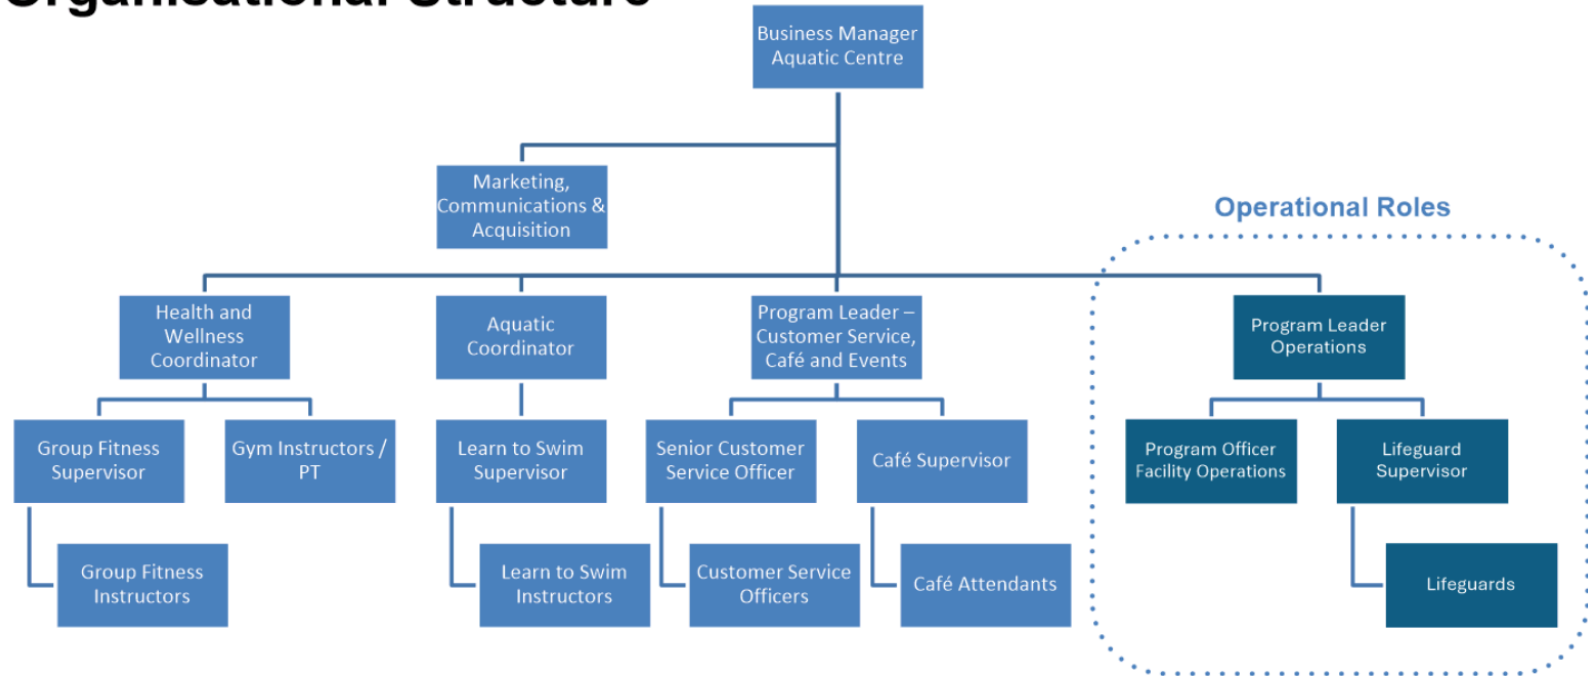 Organisational Structure
Business Manager
Aquatic Centre
Marketing,
Communications &
Acquisition
Operational Roles
Health and
Wellness
Coordinator
Aquatic
Coordinator
Program Leader –
Customer Service,
Café and Events
Program Leader
Operations
Group Fitness
Supervisor
Gym Instructors /
PT
Learn to Swim
Supervisor
Senior Customer
Service Officer
Café Supervisor
Program Officer
Facility Operations
Lifeguard
Supervisor
Group Fitness
Instructors
Learn to Swim
Instructors
Customer Service
Officers
Café Attendants
Lifeguards